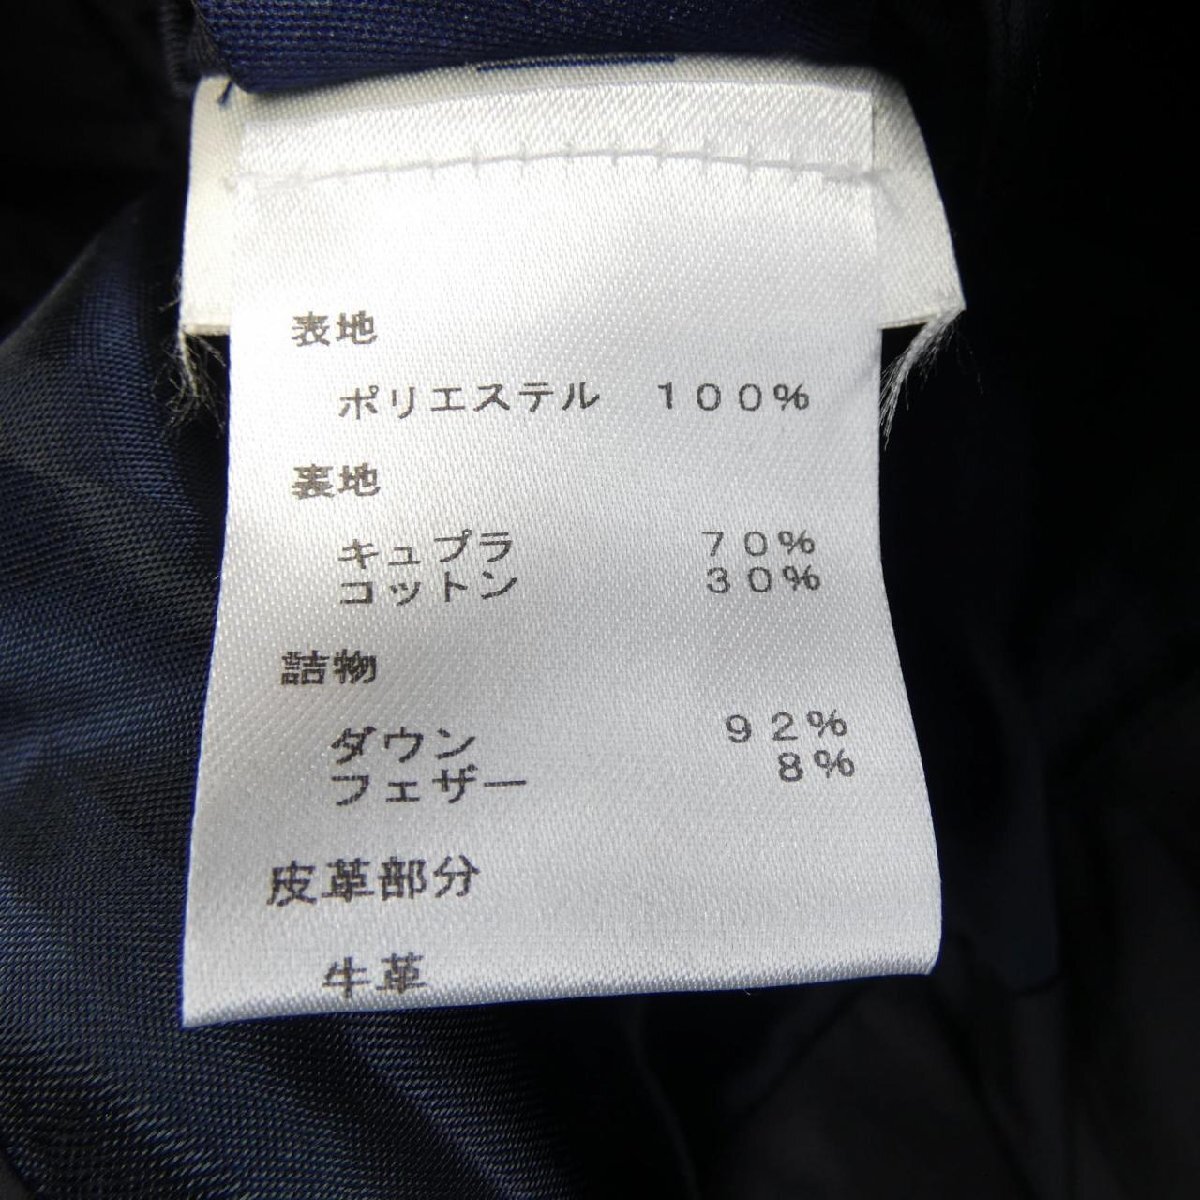 表地
ポリエステル 100%
裏地
キュプラ 70%
コットン 30%
詰物
ダウン 92%
フェザー 8%
皮革部分
牛革